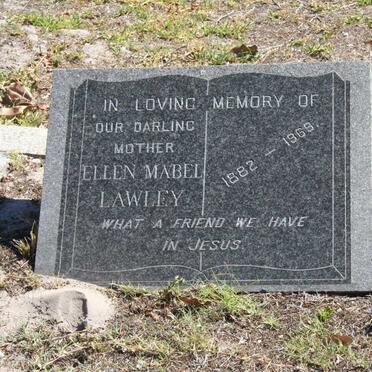 IN LOVING MEMORY OF
OUR DARLING
MOTHER
ELLEN MABEL
LAWLEY
1882 – 1969
WHAT A FRIEND WE HAVE
IN JESUS.